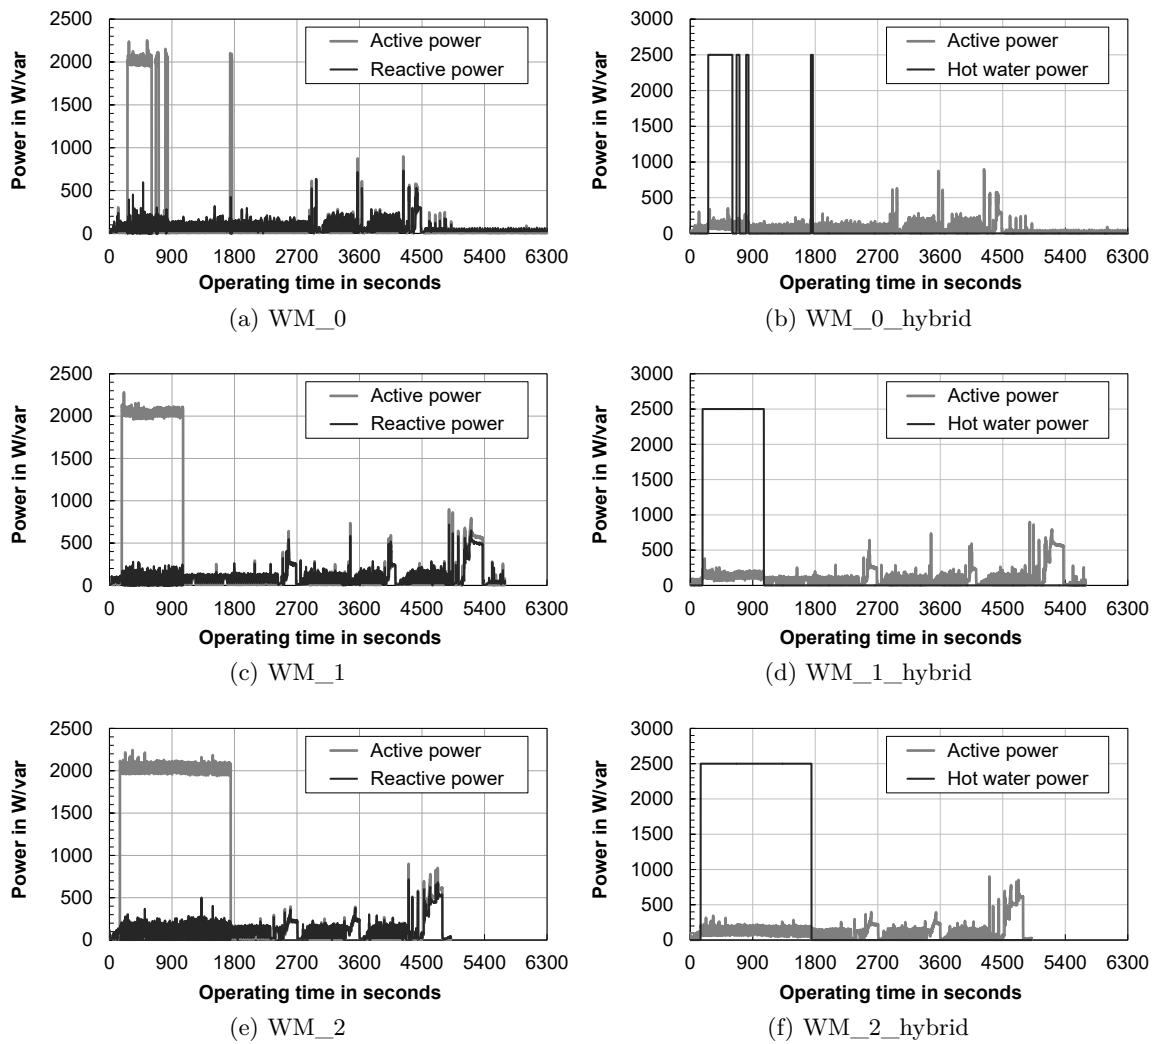 Power in W/var
2500
2000
1500
1000
500
0
Active power
Reactive power
0 900 1800 2700 3600 4500 5400 6300
Operating time in seconds
(a) WM_0
Power in W/var
3000
2500
2000
1500
1000
500
0
Active power
Hot water power
0 900 1800 2700 3600 4500 5400 6300
Operating time in seconds
(b) WM_0_hybrid
Power in W/var
2500
2000
1500
1000
500
0
Active power
Reactive power
0 900 1800 2700 3600 4500 5400 6300
Operating time in seconds
(c) WM_1
Power in W/var
3000
2500
2000
1500
1000
500
0
Active power
Hot water power
0 900 1800 2700 3600 4500 5400 6300
Operating time in seconds
(d) WM_1_hybrid
Power in W/var
2500
2000
1500
1000
500
0
Active power
Reactive power
0 900 1800 2700 3600 4500 5400 6300
Operating time in seconds
(e) WM_2
Power in W/var
3000
2500
2000
1500
1000
500
0
Active power
Hot water power
0 900 1800 2700 3600 4500 5400 6300
Operating time in seconds
(f) WM_2_hybrid